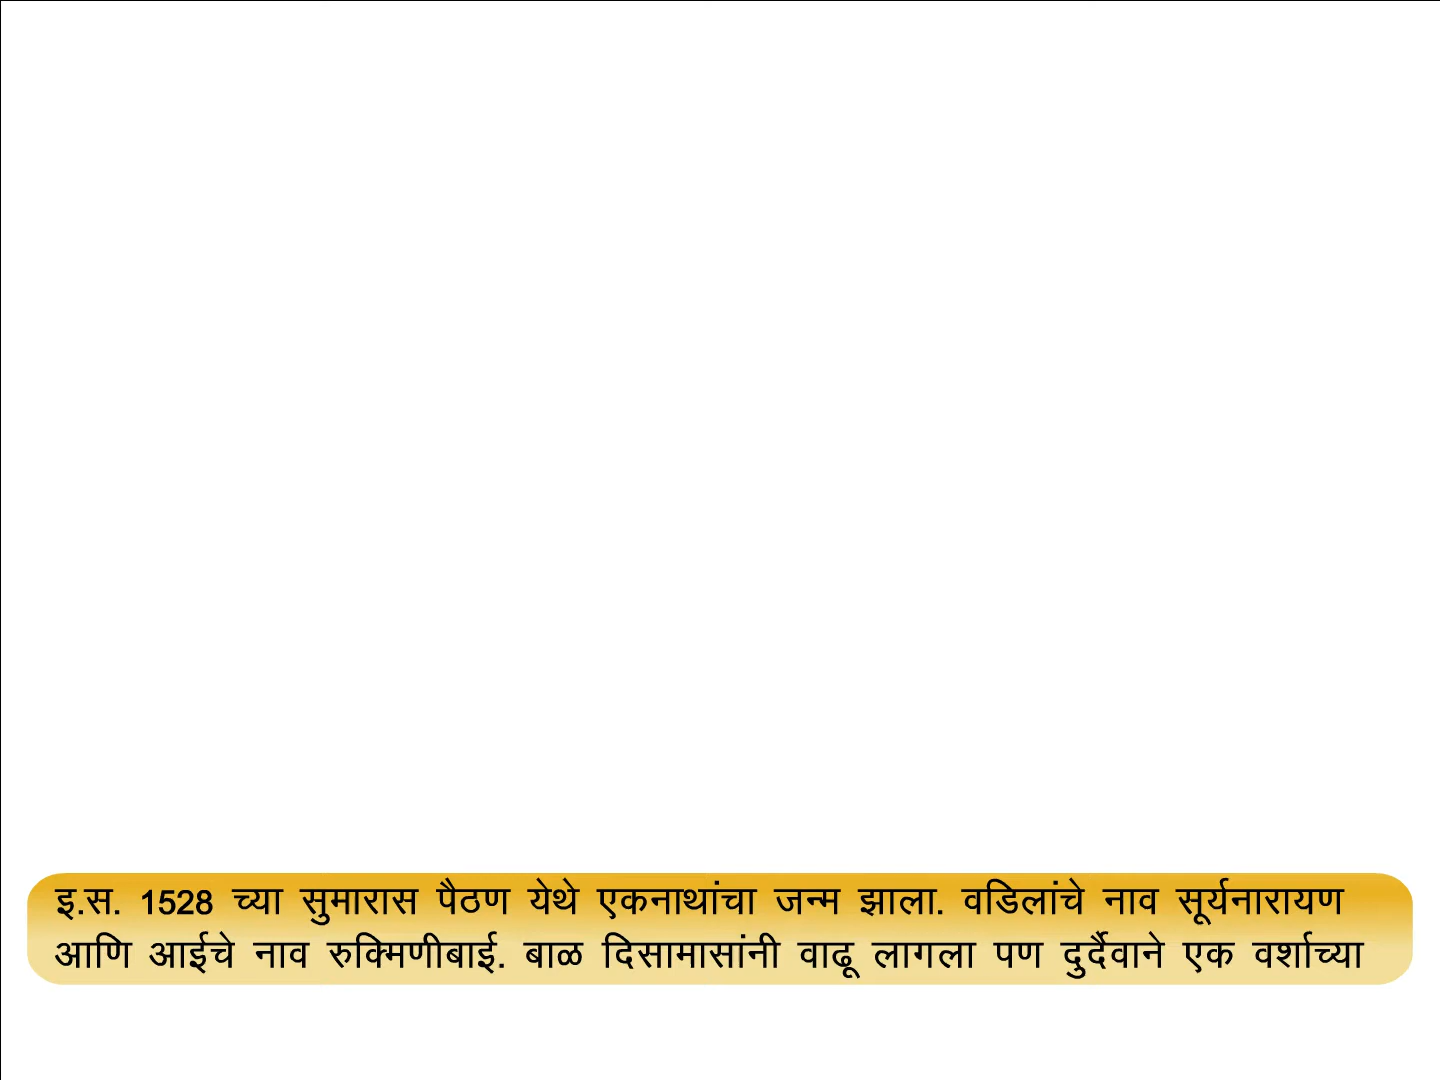 इ.स. 1528 च्या सुमारास पैठण येथे एकनाथांचा जन्म झाला. वडिलांचे नाव सूर्यनारायण
आणि आईचे नाव रुक्मिणीबाई. बाळ दिसामासांनी वाढू लागला पण दुर्दैवाने एक वर्शाच्या